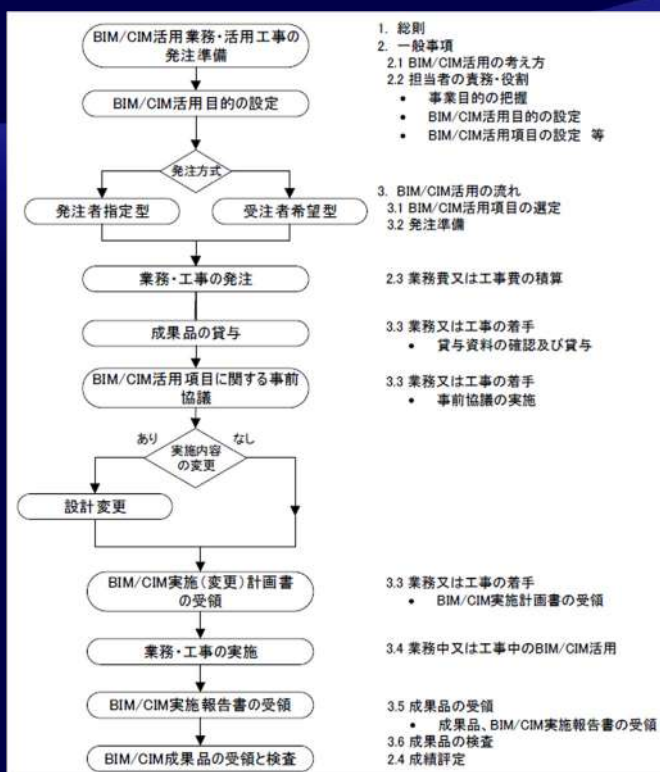 BIM/CIM活用業務・活用工事の
発注準備
BIM/CIM活用目的の設定
発注方式
発注者指定型
受注者希望型
業務・工事の発注
成果品の貸与
BIM/CIM活用項目に関する事前
協議
あり
なし
実施内容
の変更
設計変更
BIM/CIM実施(変更)計画書
の受領
業務・工事の実施
BIM/CIM実施報告書の受領
BIM/CIM成果品の受領と検査
1. 総則
2. 一般事項
2.1 BIM/CIM活用の考え方
2.2 担当者の責務・役割
• 事業目的の把握
• BIM/CIM活用目的の設定
• BIM/CIM活用項目の設定 等
3. BIM/CIM活用の流れ
3.1 BIM/CIM活用項目の選定
3.2 発注準備
2.3 業務費又は工事費の積算
3.3 業務又は工事の着手
• 貸与資料の確認及び貸与
3.3 業務又は工事の着手
• 事前協議の実施
3.3 業務又は工事の着手
• BIM/CIM実施計画書の受領
3.4 業務中又は工事中のBIM/CIM活用
3.5 成果品の受領
• 成果品、BIM/CIM実施報告書の受領
3.6 成果品の検査
2.4 成績評定